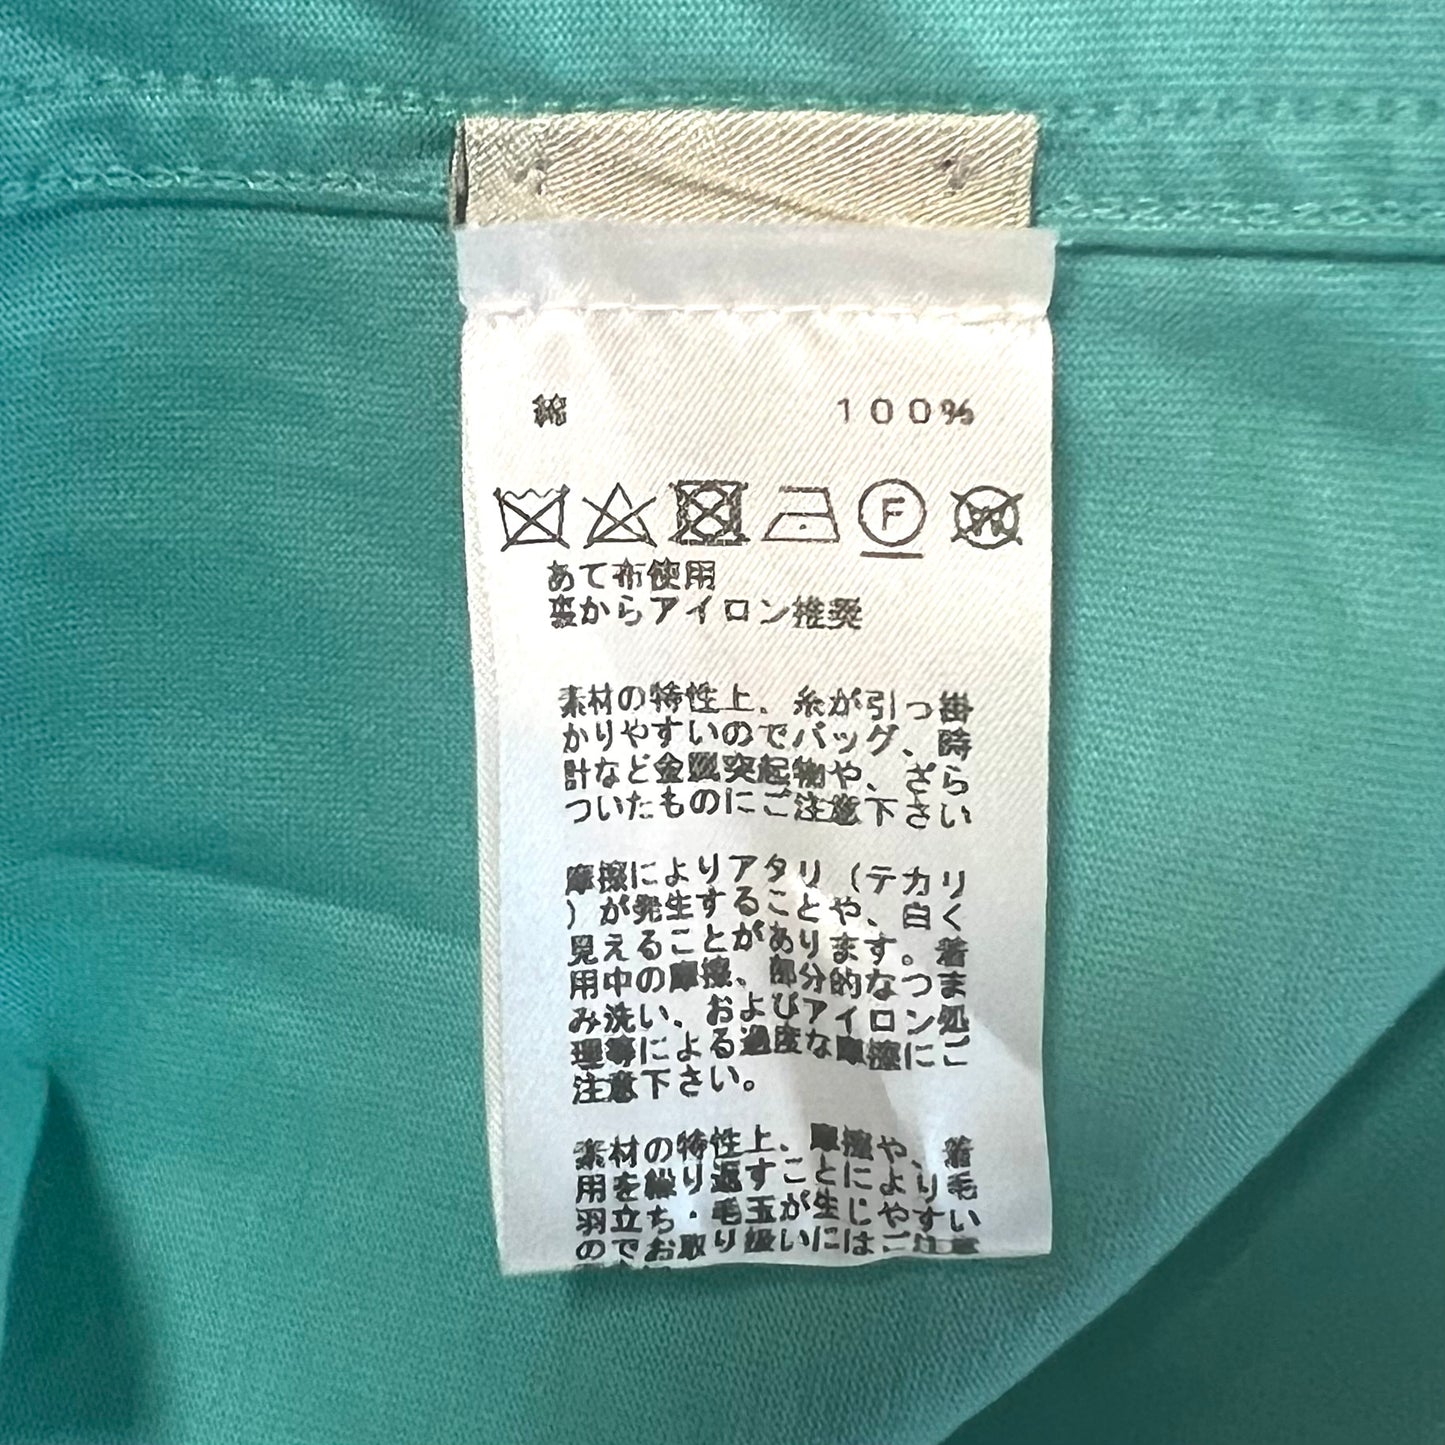 綿 100%
F
W
あて布使用
裏からアイロン推奨
素材の特性上、糸が引っ掛
かりやすいのでバッグ、時
計など金属突起物や、ざら
ついたものにご注意下さい
摩擦によりアタリ(テカリ
)が発生することや、白く
見えることがあります。着
用中の摩擦、部分的なつま
み洗い、およびアイロン処
理等による過度な摩擦にご
注意下さい。
素材の特性上、摩擦や、着
用を繰り返すことにより毛
羽立ち・毛玉が生じやすい
のでお取り扱いにはご注意